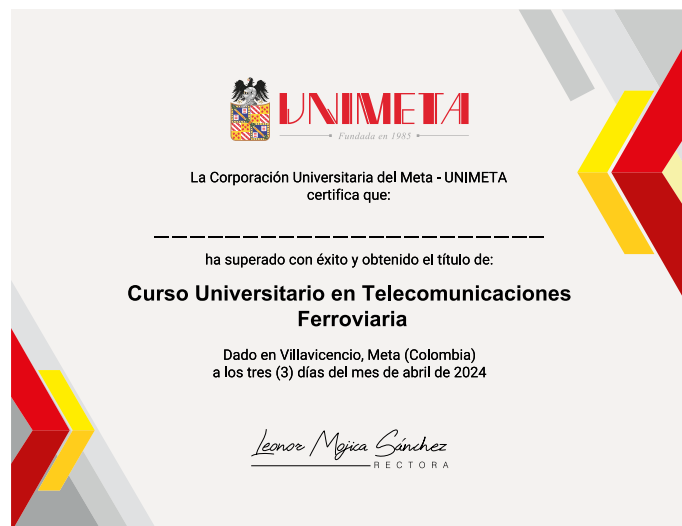 UNIMETA
Fundada en 1985
La Corporación Universitaria del Meta - UNIMETA
certifica que:
ha superado con éxito y obtenido el título de:
Curso Universitario en Telecomunicaciones
Ferroviaria
Dado en Villavicencio, Meta (Colombia)
a los tres (3) días del mes de abril de 2024
Leonor Mojica Sánchez
RECTORA